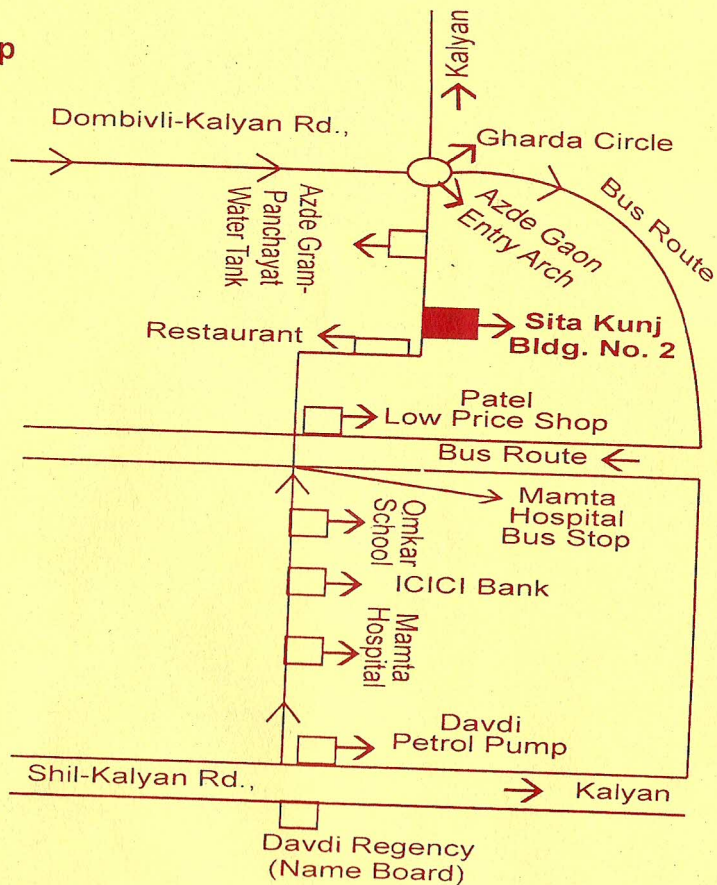 p
Kalyan
Dombivli-Kalyan Rd.,
Gharda Circle
Bus Route
Azde Gaon
Entry Arch
Azde Gram-
Panchayat
Water Tank
Sita Kunj
Bldg. No. 2
Restaurant
Patel
Low Price Shop
Bus Route
Mamta
Hospital
Bus Stop
Omkar
School
ICICI Bank
Mamta
Hospital
Davdi
Petrol Pump
Shil-Kalyan Rd.,
Kalyan
Davdi Regency
(Name Board)